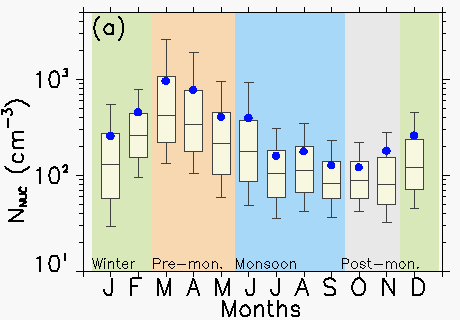 (a)
N_NUC (cm⁻³)
10³
10²
10¹
Winter Pre-mon. Monsoon Post-mon.
J F M A M J J A S O N D
Months